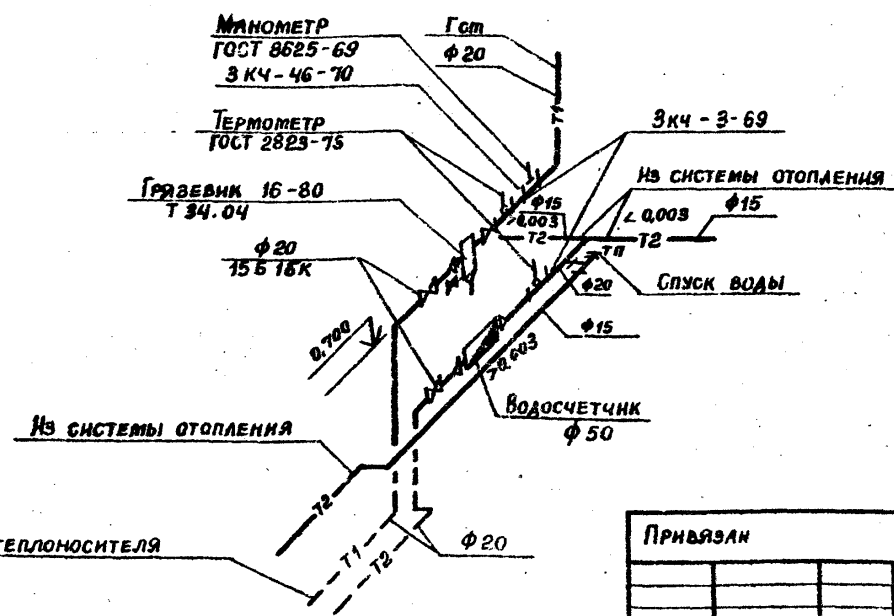 Манометр
ГОСТ 8625-69
3 КЧ-46-70
Гст
ф20
Т1
Термометр
ГОСТ 2823-75
3кч-3-69
Грязевик 16-80
Т 34.04
Из системы отопления
ф15
>0,003
Т2
<0,003
ф15
Т2
ф20
15 Б 1бк
ТП
ф20
Спуск воды
ф15
0,700
>0,003
Водосчетчик
ф50
Из системы отопления
Т2
теплоносителя
Т1
Т2
ф20
Привязан